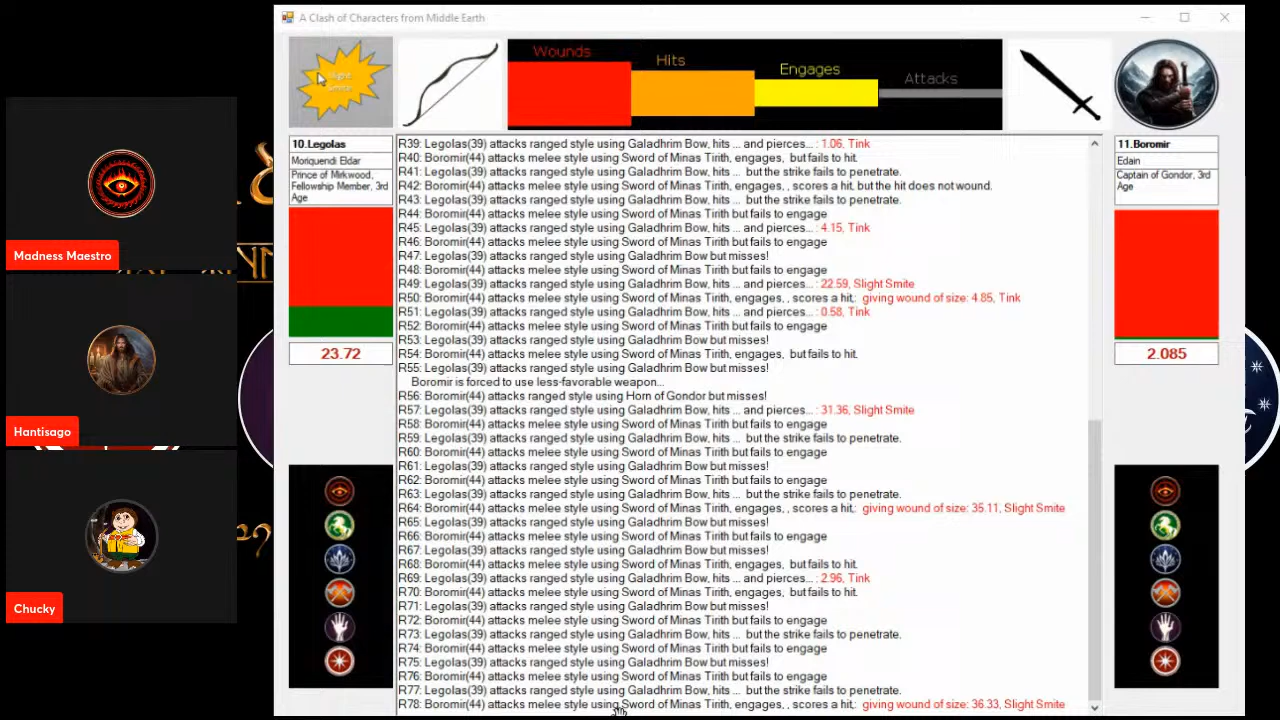 A Clash of Characters from Middle Earth
Wounds
Hits
Engages
Attacks
10.Legolas
Moriquendi Eldar
Prince of Mirkwood,
Fellowship Member, 3rd
Age
23.72
11.Boromir
Edain
Captain of Gondor, 3rd
Age
2.085
R39: Legolas(39) attacks ranged style using Galadhrim Bow, hits ... and pierces... : 1.06, Tink
R40: Boromir(44) attacks melee style using Sword of Minas Tirith, engages, but fails to hit.
R41: Legolas(39) attacks ranged style using Galadhrim Bow, hits ... but the strike fails to penetrate.
R42: Boromir(44) attacks melee style using Sword of Minas Tirith, engages, , scores a hit, but the hit does not wound.
R43: Legolas(39) attacks ranged style using Galadhrim Bow, hits ... but the strike fails to penetrate.
R44: Boromir(44) attacks melee style using Sword of Minas Tirith but fails to engage
R45: Legolas(39) attacks ranged style using Galadhrim Bow, hits ... and pierces... : 4.15, Tink
R46: Boromir(44) attacks melee style using Sword of Minas Tirith but fails to engage
R47: Legolas(39) attacks ranged style using Galadhrim Bow but misses!
R48: Boromir(44) attacks melee style using Sword of Minas Tirith but fails to engage
R49: Legolas(39) attacks ranged style using Galadhrim Bow, hits ... and pierces... : 22.59, Slight Smite
R50: Boromir(44) attacks melee style using Sword of Minas Tirith, engages, , scores a hit,: giving wound of size: 4.85, Tink
R51: Legolas(39) attacks ranged style using Galadhrim Bow, hits ... and pierces... : 0.58, Tink
R52: Boromir(44) attacks melee style using Sword of Minas Tirith but fails to engage
R53: Legolas(39) attacks ranged style using Galadhrim Bow but misses!
R54: Boromir(44) attacks melee style using Sword of Minas Tirith, engages, but fails to hit.
R55: Legolas(39) attacks ranged style using Galadhrim Bow but misses!
Boromir is forced to use less-favorable weapon...
R56: Boromir(44) attacks ranged style using Horn of Gondor but misses!
R57: Legolas(39) attacks ranged style using Galadhrim Bow, hits ... and pierces... : 31.36, Slight Smite
R58: Boromir(44) attacks melee style using Sword of Minas Tirith but fails to engage
R59: Legolas(39) attacks ranged style using Galadhrim Bow, hits ... but the strike fails to penetrate.
R60: Boromir(44) attacks melee style using Sword of Minas Tirith but fails to engage
R61: Legolas(39) attacks ranged style using Galadhrim Bow but misses!
R62: Boromir(44) attacks melee style using Sword of Minas Tirith but fails to engage
R63: Legolas(39) attacks ranged style using Galadhrim Bow, hits ... but the strike fails to penetrate.
R64: Boromir(44) attacks melee style using Sword of Minas Tirith, engages, , scores a hit,: giving wound of size: 35.11, Slight Smite
R65: Legolas(39) attacks ranged style using Galadhrim Bow but misses!
R66: Boromir(44) attacks melee style using Sword of Minas Tirith but fails to engage
R67: Legolas(39) attacks ranged style using Galadhrim Bow but misses!
R68: Boromir(44) attacks melee style using Sword of Minas Tirith, engages, but fails to hit.
R69: Legolas(39) attacks ranged style using Galadhrim Bow, hits ... and pierces... : 2.96, Tink
R70: Boromir(44) attacks melee style using Sword of Minas Tirith, engages, but fails to hit.
R71: Legolas(39) attacks ranged style using Galadhrim Bow but misses!
R72: Boromir(44) attacks melee style using Sword of Minas Tirith but fails to engage
R73: Legolas(39) attacks ranged style using Galadhrim Bow, hits ... but the strike fails to penetrate.
R74: Boromir(44) attacks melee style using Sword of Minas Tirith but fails to engage
R75: Legolas(39) attacks ranged style using Galadhrim Bow but misses!
R76: Boromir(44) attacks melee style using Sword of Minas Tirith but fails to engage
R77: Legolas(39) attacks ranged style using Galadhrim Bow, hits ... but the strike fails to penetrate.
R78: Boromir(44) attacks melee style using Sword of Minas Tirith, engages, , scores a hit,: giving wound of size: 36.33, Slight Smite
Madness Maestro
Hantisago
Chucky